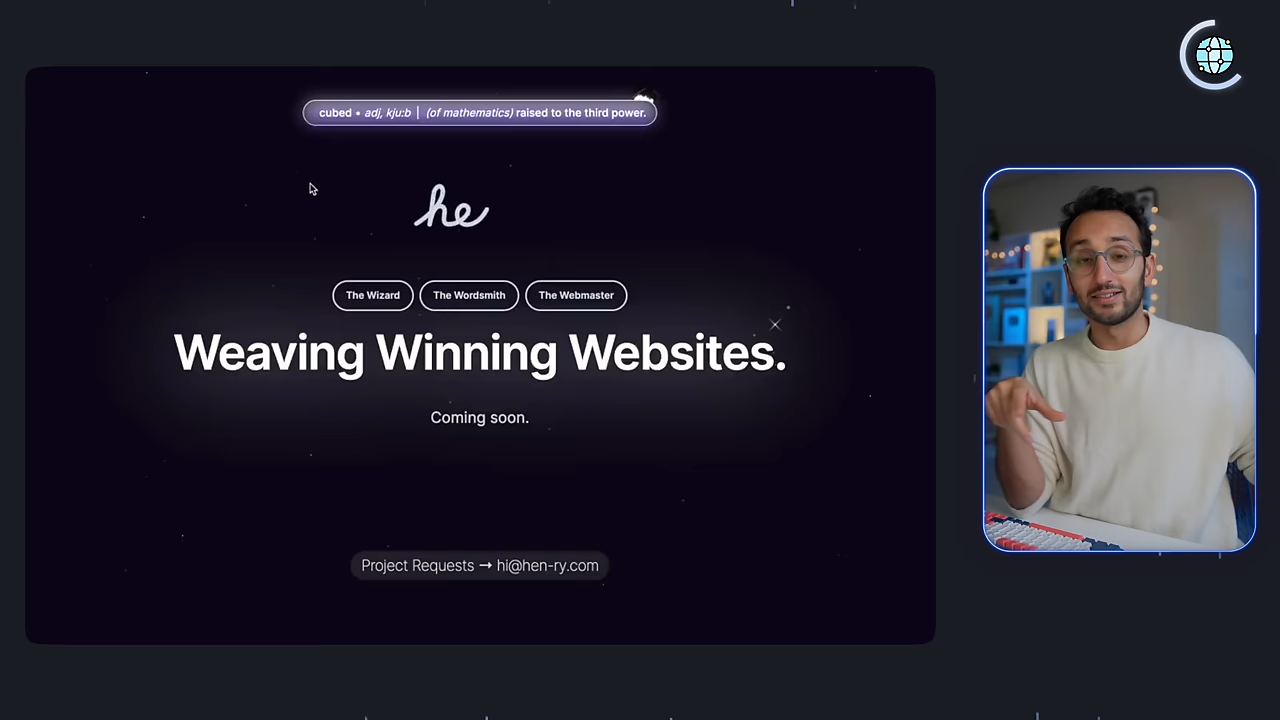 cubed • adj, kju:b | (of mathematics) raised to the third power.
he
The Wizard
The Wordsmith
The Webmaster
Weaving Winning Websites.
Coming soon.
Project Requests → hi@hen-ry.com